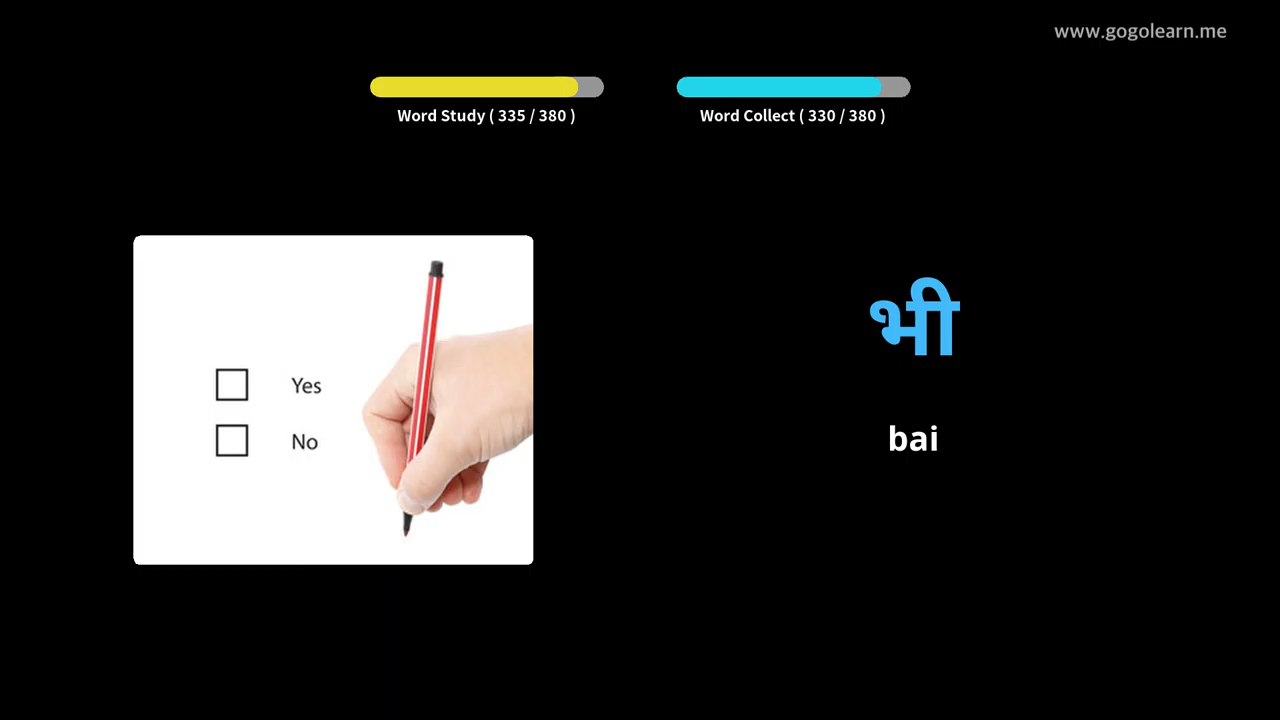 www.gogolearn.me
Word Study ( 335 / 380 )
Word Collect ( 330 / 380 )
Yes
No
भी
bai